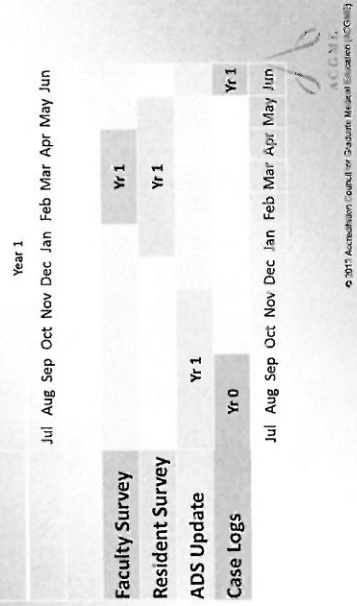 Year 1
Jul Aug Sep Oct Nov Dec Jan Feb Mar Apr May Jun
Faculty Survey Yr 1
Resident Survey Yr 1
ADS Update Yr 1
Case Logs Yr 0 Yr 1
Jul Aug Sep Oct Nov Dec Jan Feb Mar Apr May Jun
ACGME
© 2013 Accreditation Council for Graduate Medical Education (ACGME)